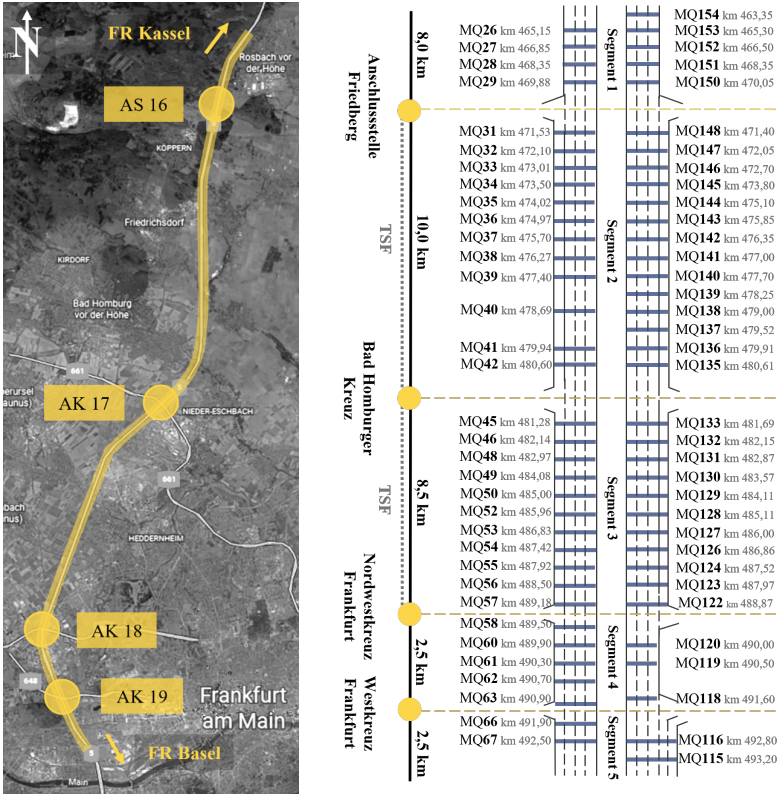 N
FR Kassel
Rosbach vor
der Höhe
AS 16
KÖPPERN
Friedrichsdorf
KIRDORF
Bad Homburg
vor der Höhe
661
erursel
aunus)
AK 17
NIEDER-ESCHBACH
661
bach
nus)
HEDDERNHEIM
AK 18
648
AK 19
Frankfurt
am Main
5
FR Basel
Main
8,0 km
Anschlussstelle
Friedberg
TSF
10,0 km
Bad Homburger
Kreuz
TSF
8,5 km
Nordwestkreuz
Frankfurt
2,5 km
Westkreuz
Frankfurt
2,5 km
MQ26 km 465,15
MQ27 km 466,85
MQ28 km 468,35
MQ29 km 469,88
MQ31 km 471,53
MQ32 km 472,10
MQ33 km 473,01
MQ34 km 473,50
MQ35 km 474,02
MQ36 km 474,97
MQ37 km 475,70
MQ38 km 476,27
MQ39 km 477,40
MQ40 km 478,69
MQ41 km 479,94
MQ42 km 480,60
MQ45 km 481,28
MQ46 km 482,14
MQ48 km 482,97
MQ49 km 484,08
MQ50 km 485,00
MQ52 km 485,96
MQ53 km 486,83
MQ54 km 487,42
MQ55 km 487,92
MQ56 km 488,50
MQ57 km 489,18
MQ58 km 489,50
MQ60 km 489,90
MQ61 km 490,30
MQ62 km 490,70
MQ63 km 490,90
MQ66 km 491,90
MQ67 km 492,50
Segment 1
Segment 2
Segment 3
Segment 4
Segment 5
MQ154 km 463,35
MQ153 km 465,30
MQ152 km 466,50
MQ151 km 468,35
MQ150 km 470,05
MQ148 km 471,40
MQ147 km 472,05
MQ146 km 472,70
MQ145 km 473,80
MQ144 km 475,10
MQ143 km 475,85
MQ142 km 476,35
MQ141 km 477,00
MQ140 km 477,70
MQ139 km 478,25
MQ138 km 479,00
MQ137 km 479,52
MQ136 km 479,91
MQ135 km 480,61
MQ133 km 481,69
MQ132 km 482,15
MQ131 km 482,87
MQ130 km 483,57
MQ129 km 484,11
MQ128 km 485,11
MQ127 km 486,00
MQ126 km 486,86
MQ124 km 487,52
MQ123 km 487,97
MQ122 km 488,87
MQ120 km 490,00
MQ119 km 490,50
MQ118 km 491,60
MQ116 km 492,80
MQ115 km 493,20